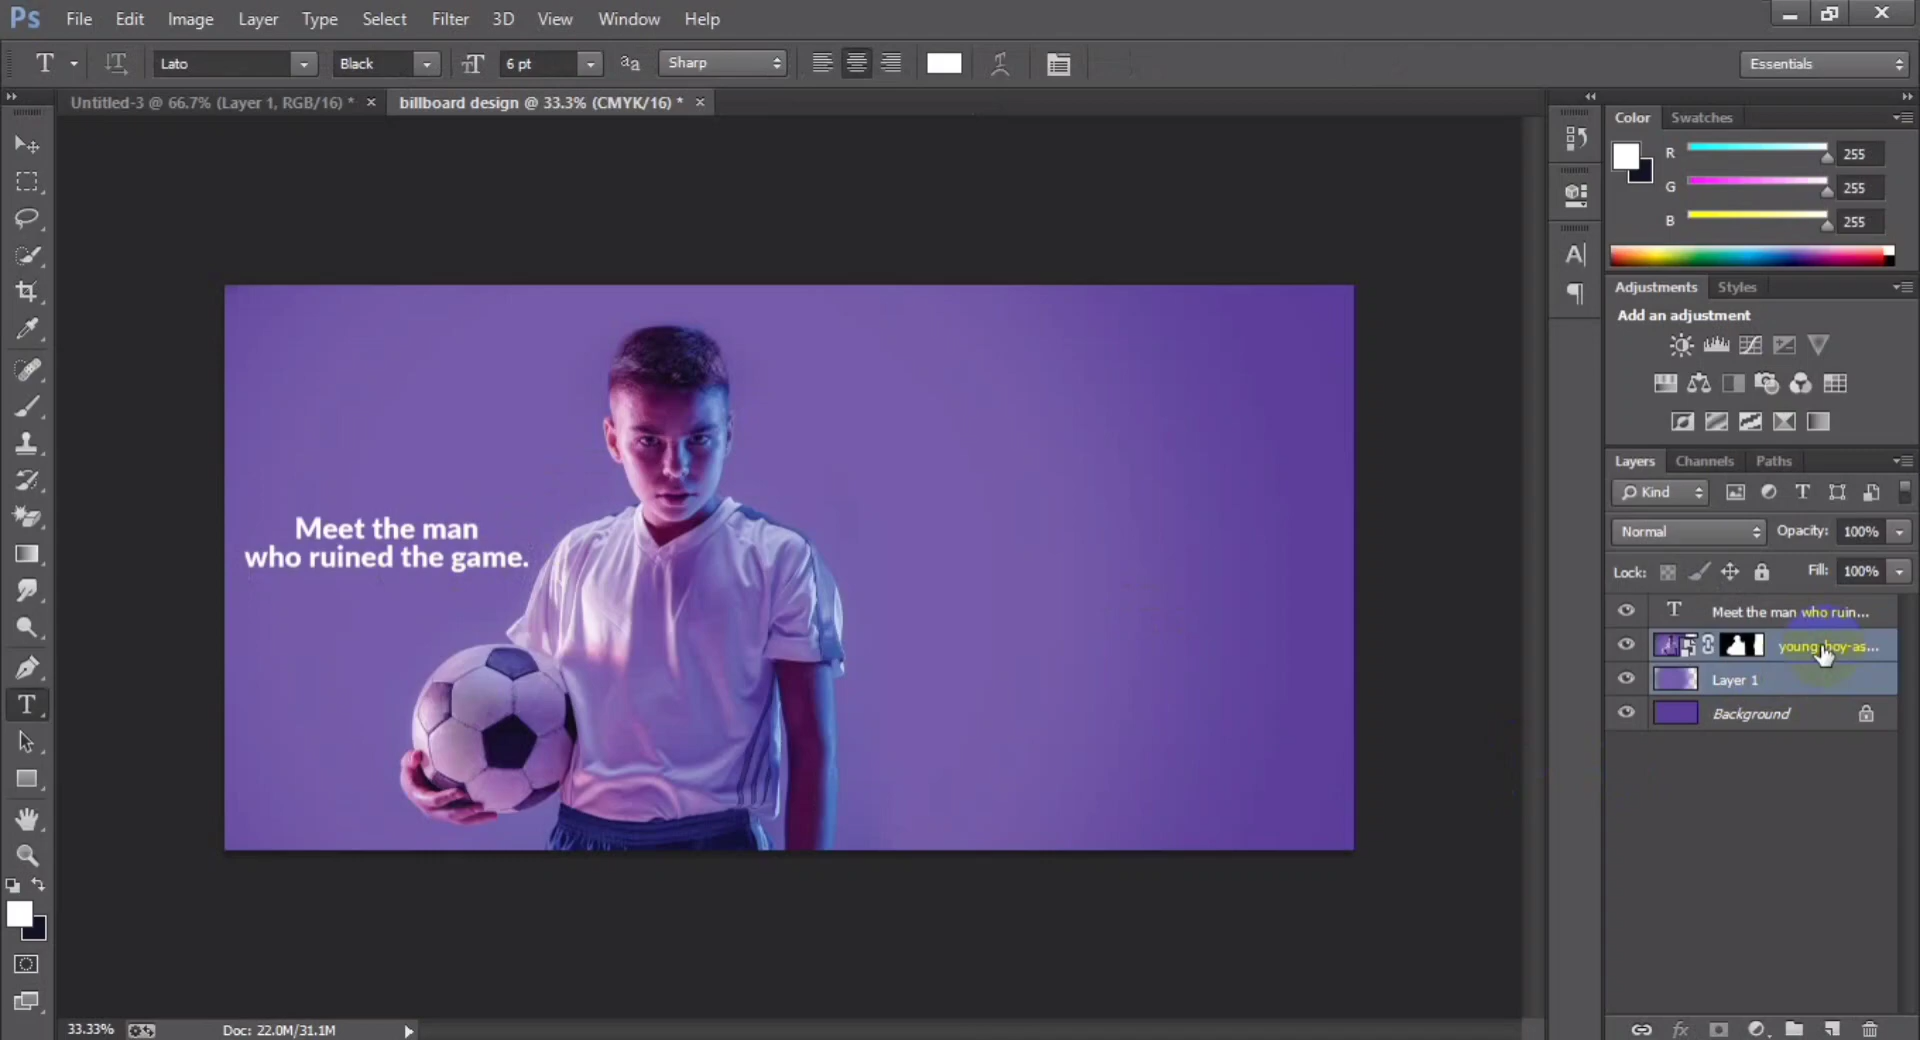 Ps File Edit Image Layer Type Select Filter 3D View Window Help
T Lato Black 6 pt aa Sharp Essentials
Untitled-3 @ 66.7% (Layer 1, RGB/16) * × billboard design @ 33.3% (CMYK/16) * ×
Color Swatches
R 255
G 255
B 255
Adjustments Styles
Add an adjustment
Layers Channels Paths
Kind
Normal Opacity: 100%
Lock: Fill: 100%
Meet the man who ruin...
young-boy-as...
Layer 1
Background
Meet the man
who ruined the game.
33.33% Doc: 22.0M/31.1M